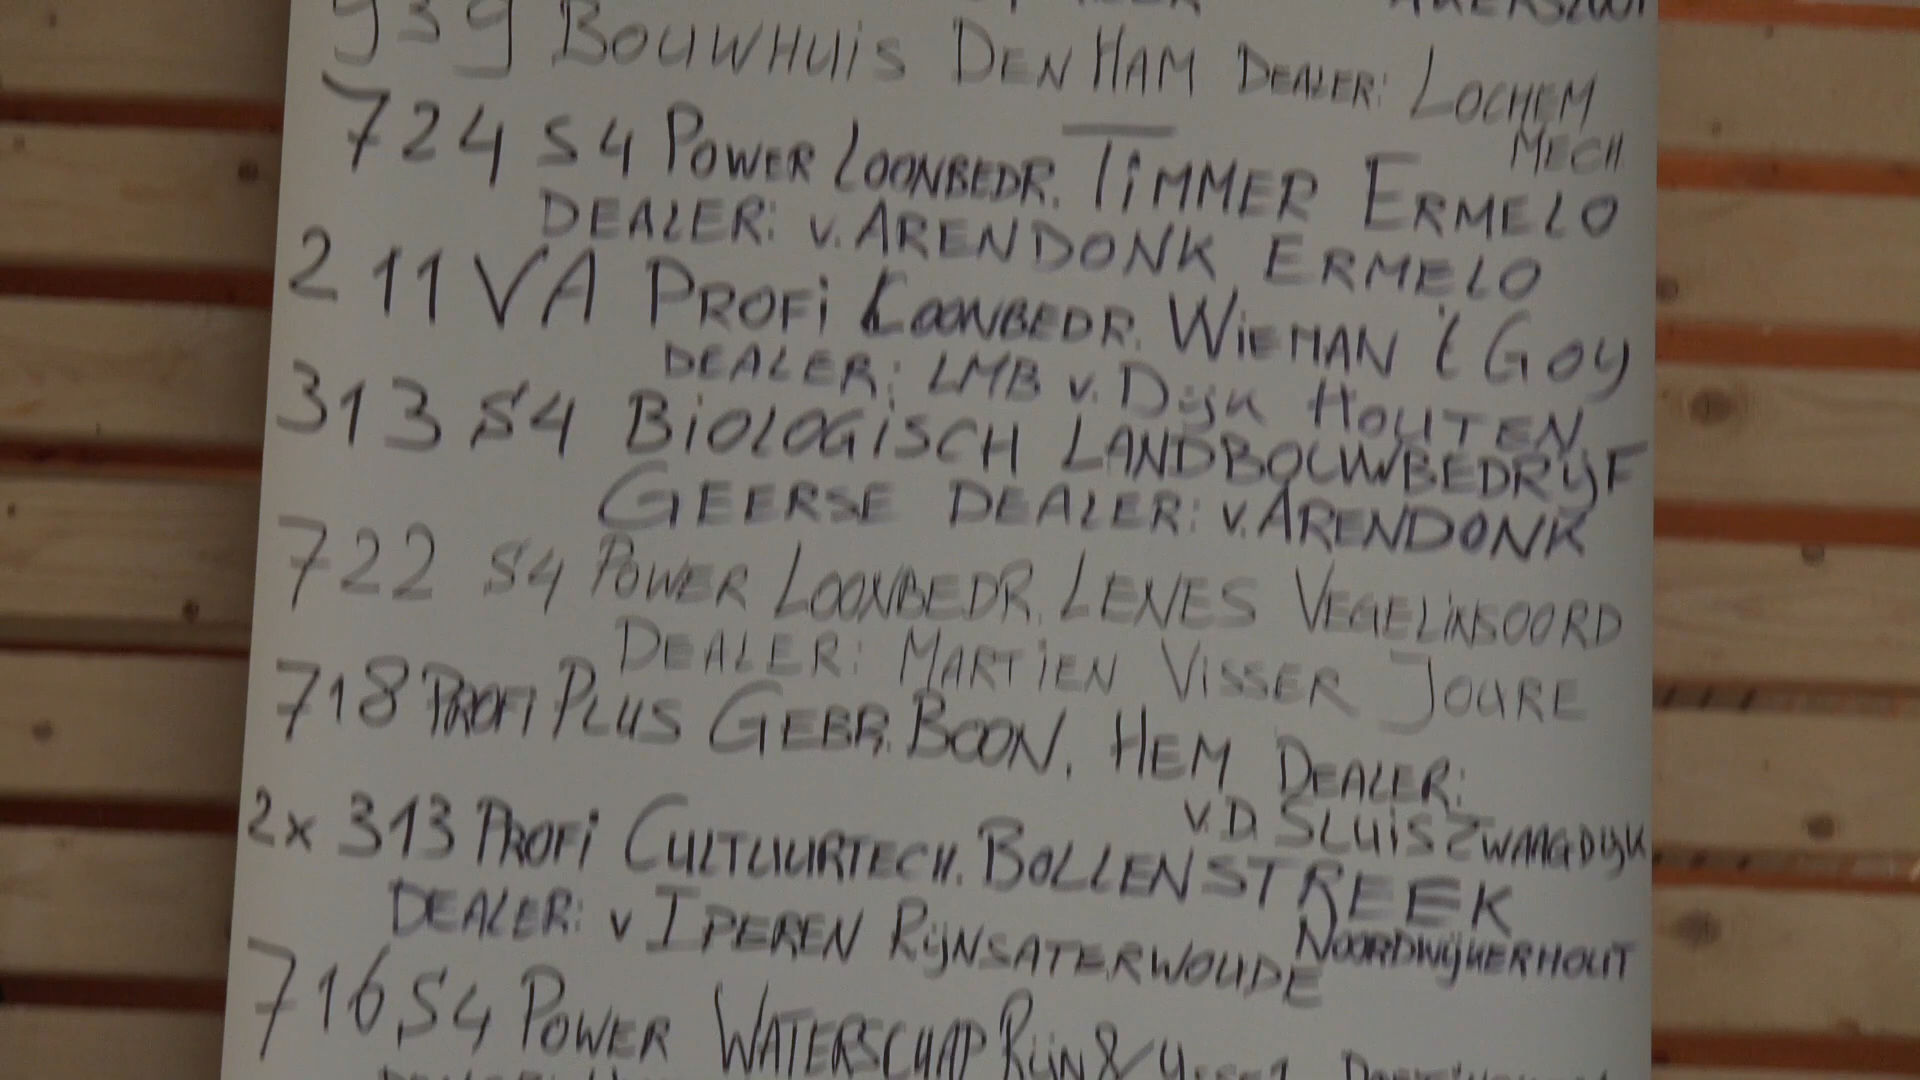 939 BOUWHUIS DEN HAM DEALER: LOCHEM
MECH
724 S4 POWER LOONBEDR. TIMMER ERMELO
DEALER: v. ARENDONK ERMELO
211 VA PROFI LOONBEDR. WIEMAN 't GOY
DEALER: LMB v. DIJK HOUTEN
313 S4 BIOLOGISCH LANDBOUWBEDRIJF
GEERSE DEALER: v. ARENDONK
722 S4 POWER LOONBEDR. LENES VEGELINSOORD
DEALER: MARTIEN VISSER JOURE
718 PROFI PLUS GEBR. BOON, HEM DEALER:
V.D. SLUIS ZWAAGDIJK
2x 313 PROFI CULTUURTECH. BOLLENSTREEK
NOORDWIJKERHOUT
DEALER: v IPEREN RIJNSATERWOUDE
716 S4 POWER WATERSCHAP RIJN &